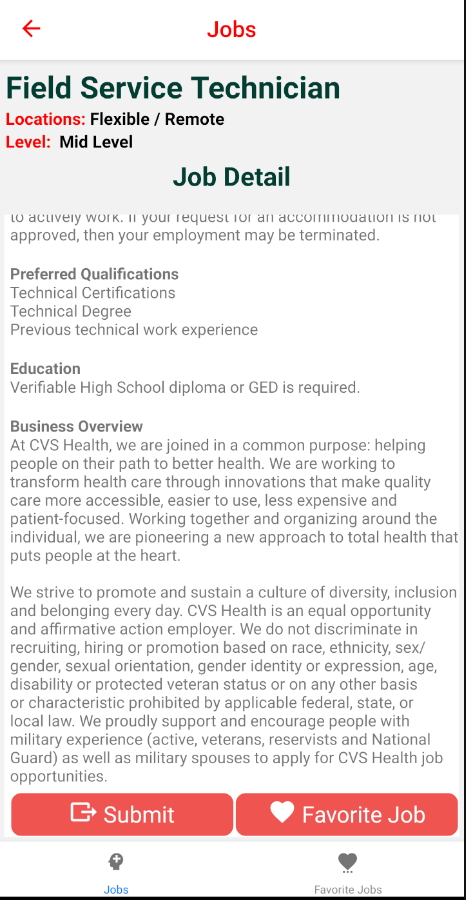 Jobs
Field Service Technician
Locations: Flexible / Remote
Level: Mid Level
Job Detail
to actively work. If your request for an accommodation is not
approved, then your employment may be terminated.
Preferred Qualifications
Technical Certifications
Technical Degree
Previous technical work experience
Education
Verifiable High School diploma or GED is required.
Business Overview
At CVS Health, we are joined in a common purpose: helping
people on their path to better health. We are working to
transform health care through innovations that make quality
care more accessible, easier to use, less expensive and
patient-focused. Working together and organizing around the
individual, we are pioneering a new approach to total health that
puts people at the heart.
We strive to promote and sustain a culture of diversity, inclusion
and belonging every day. CVS Health is an equal opportunity
and affirmative action employer. We do not discriminate in
recruiting, hiring or promotion based on race, ethnicity, sex/
gender, sexual orientation, gender identity or expression, age,
disability or protected veteran status or on any other basis
or characteristic prohibited by applicable federal, state, or
local law. We proudly support and encourage people with
military experience (active, veterans, reservists and National
Guard) as well as military spouses to apply for CVS Health job
opportunities.
Submit
Favorite Job
Jobs
Favorite Jobs